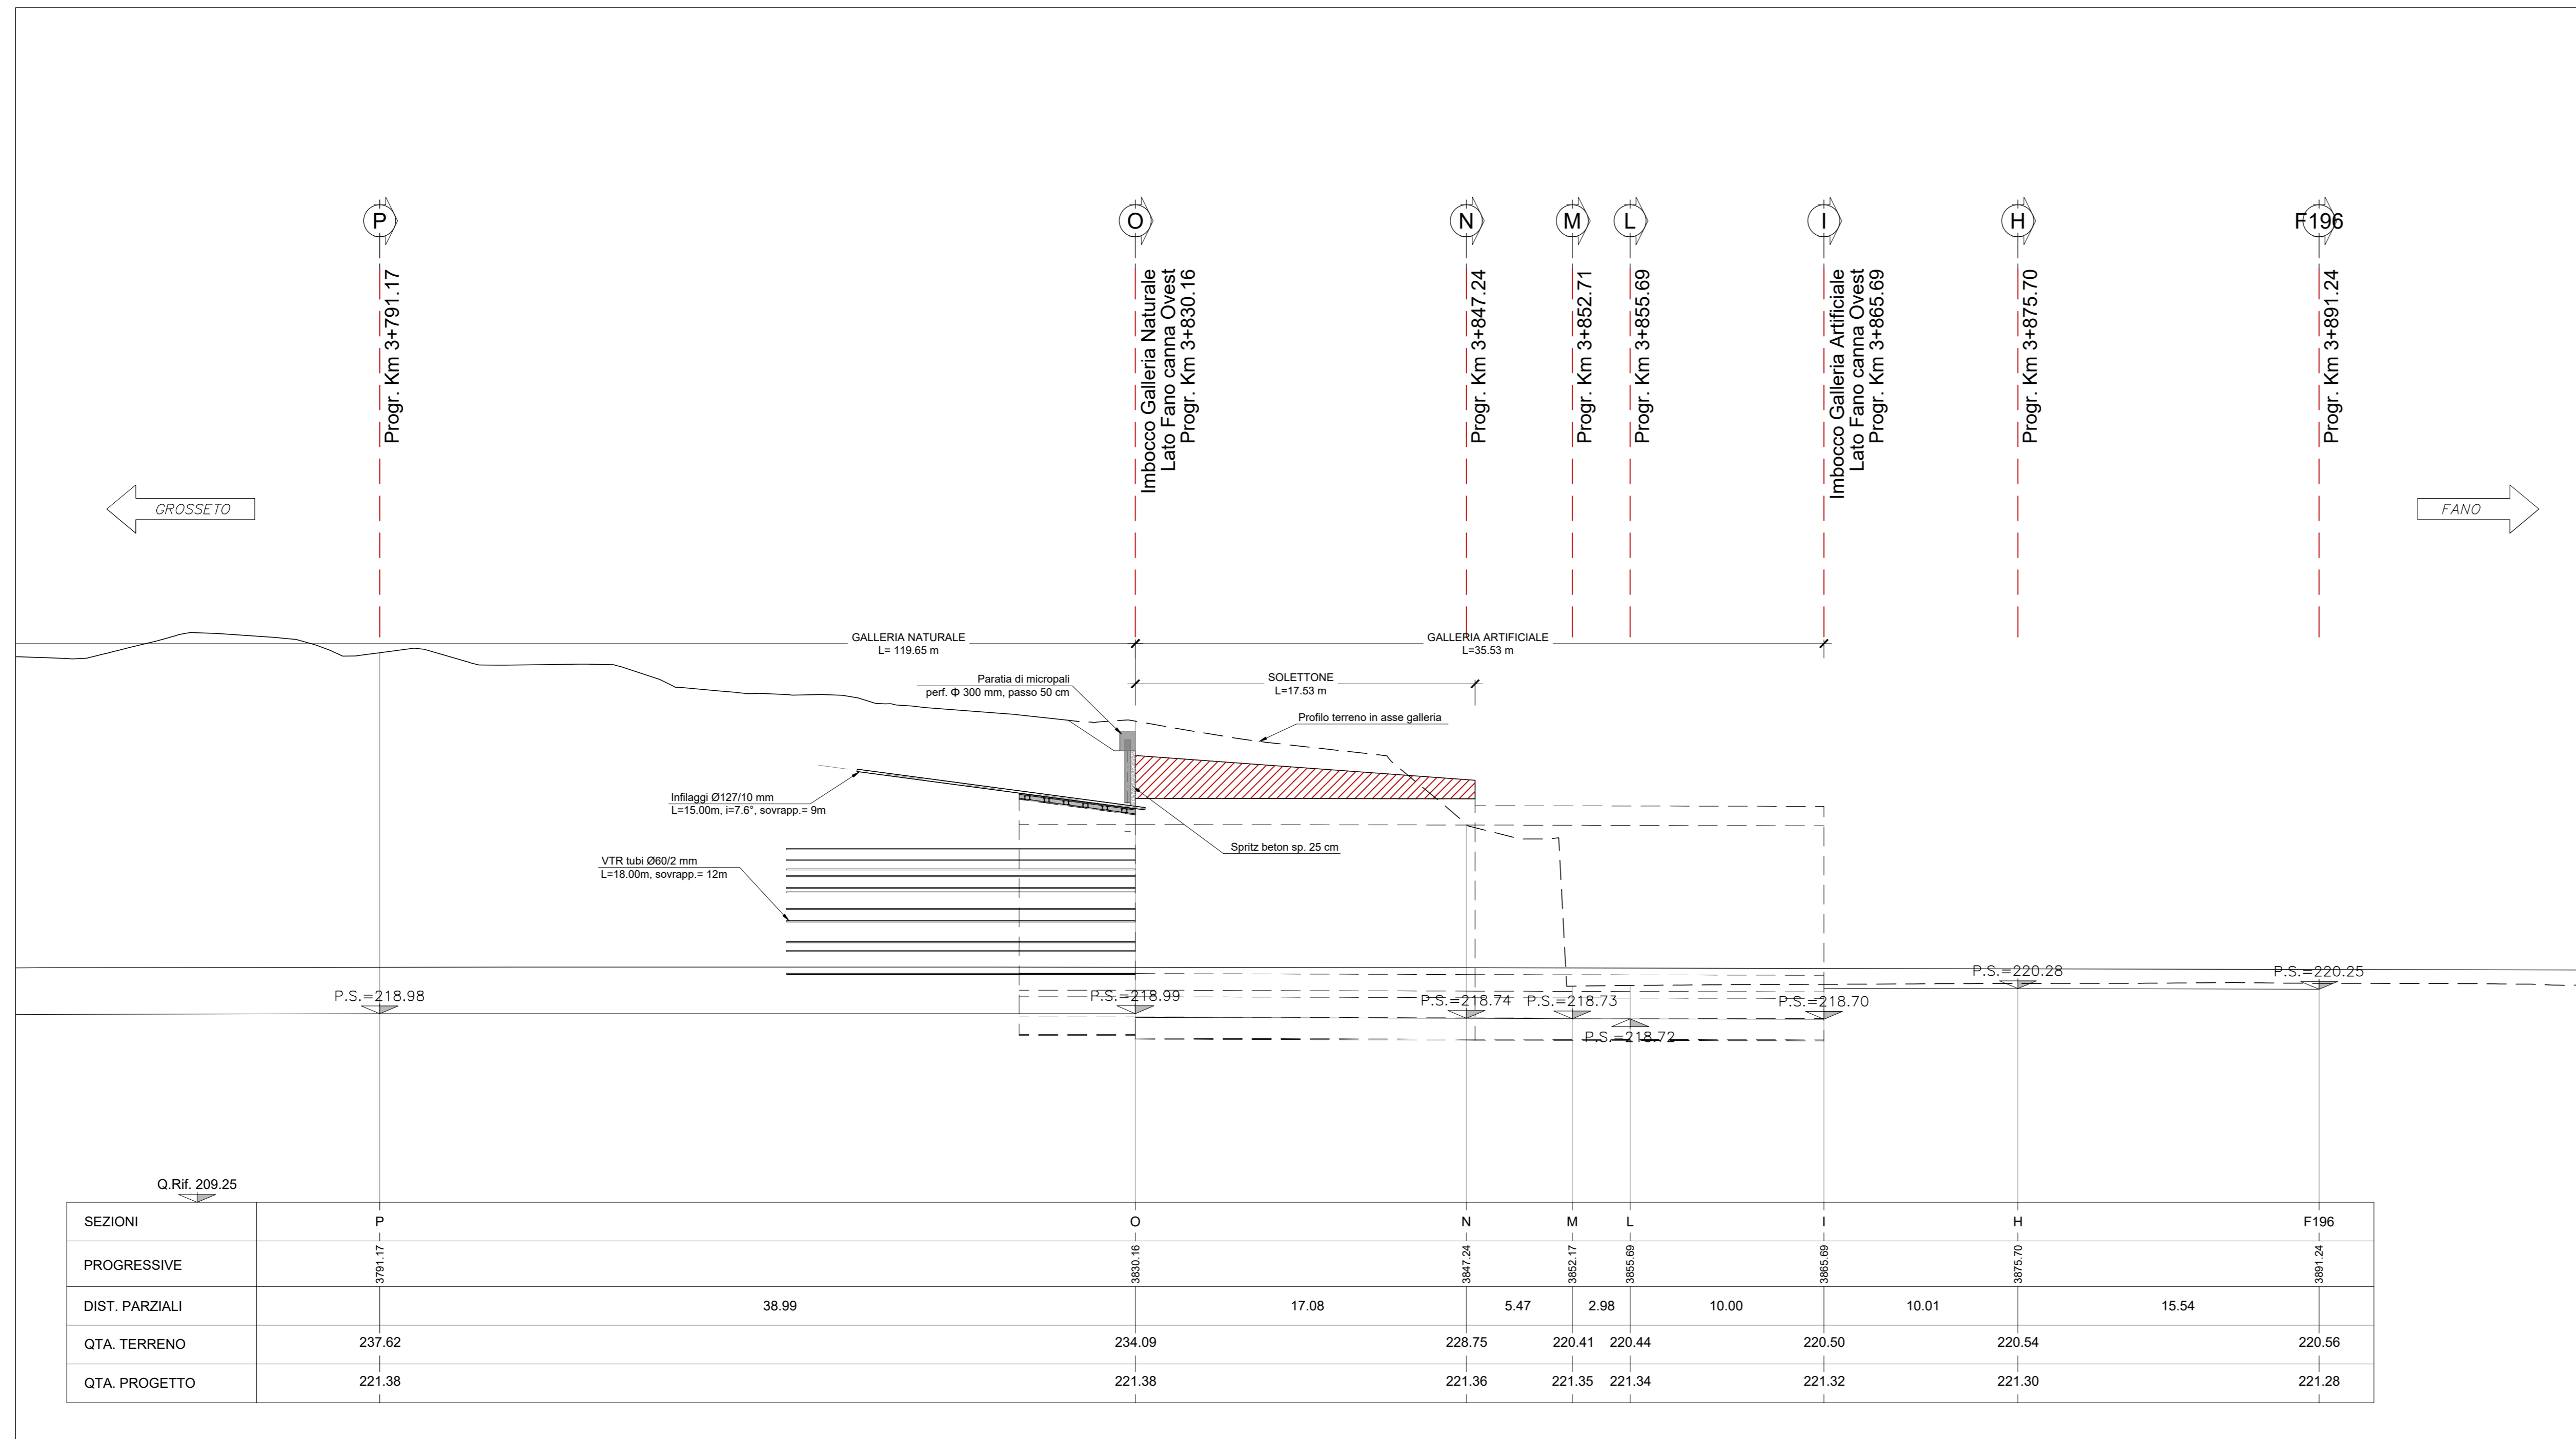 P
O
N
M
L
I
H
F196
Progr. Km 3+791.17
Imbocco Galleria Naturale
Lato Fano canna Ovest
Progr. Km 3+830.16
Progr. Km 3+847.24
Progr. Km 3+852.71
Progr. Km 3+855.69
Imbocco Galleria Artificiale
Lato Fano canna Ovest
Progr. Km 3+865.69
Progr. Km 3+875.70
Progr. Km 3+891.24
GROSSETO
FANO
GALLERIA NATURALE
L= 119.65 m
GALLERIA ARTIFICIALE
L=35.53 m
Paratia di micropali
perf. Φ 300 mm, passo 50 cm
SOLETTONE
L=17.53 m
Profilo terreno in asse galleria
Infilaggi Ø127/10 mm
L=15.00m, i=7.6°, sovrapp.= 9m
Spritz beton sp. 25 cm
VTR tubi Ø60/2 mm
L=18.00m, sovrapp.= 12m
P.S.=218.98
P.S.=218.99
P.S.=218.74
P.S.=218.73
P.S.=218.72
P.S.=218.70
P.S.=220.28
P.S.=220.25
Q.Rif. 209.25
SEZIONI P O N M L I H F196
PROGRESSIVE 3791.17 3830.16 3847.24 3852.17 3855.69 3865.69 3875.70 3891.24
DIST. PARZIALI 38.99 17.08 5.47 2.98 10.00 10.01 15.54
QTA. TERRENO 237.62 234.09 228.75 220.41 220.44 220.50 220.54 220.56
QTA. PROGETTO 221.38 221.38 221.36 221.35 221.34 221.32 221.30 221.28